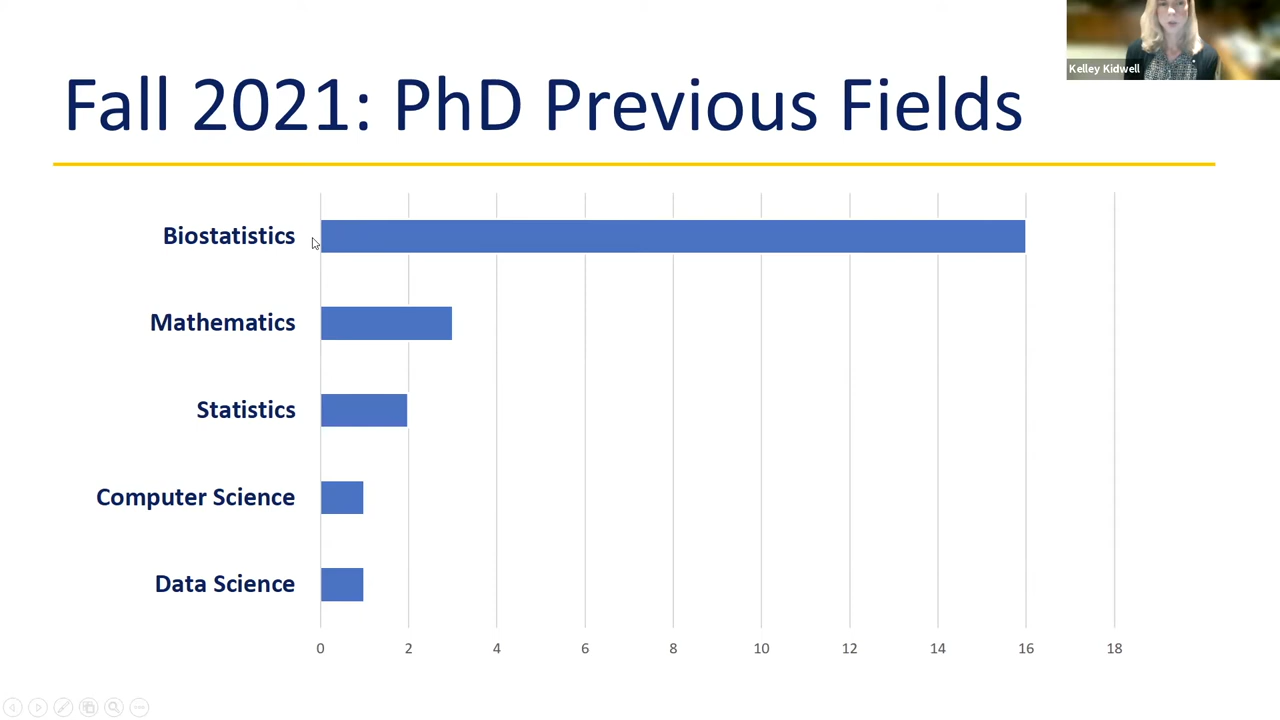 Fall 2021: PhD Previous Fields
Kelley Kidwell
Biostatistics
Mathematics
Statistics
Computer Science
Data Science
0 2 4 6 8 10 12 14 16 18